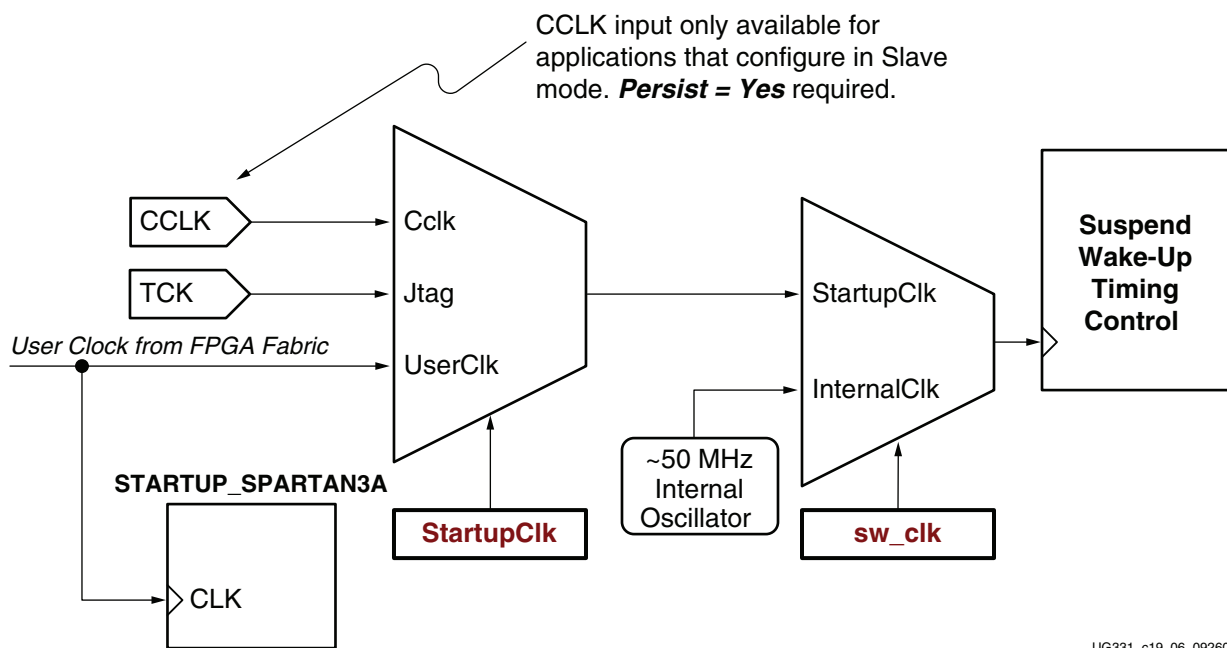 CCLK input only available for
applications that configure in Slave
mode. Persist = Yes required.
CCLK
Cclk
TCK
Jtag
User Clock from FPGA Fabric
UserClk
StartupClk
InternalClk
Suspend
Wake-Up
Timing
Control
~50 MHz
Internal
Oscillator
STARTUP_SPARTAN3A
StartupClk
sw_clk
CLK